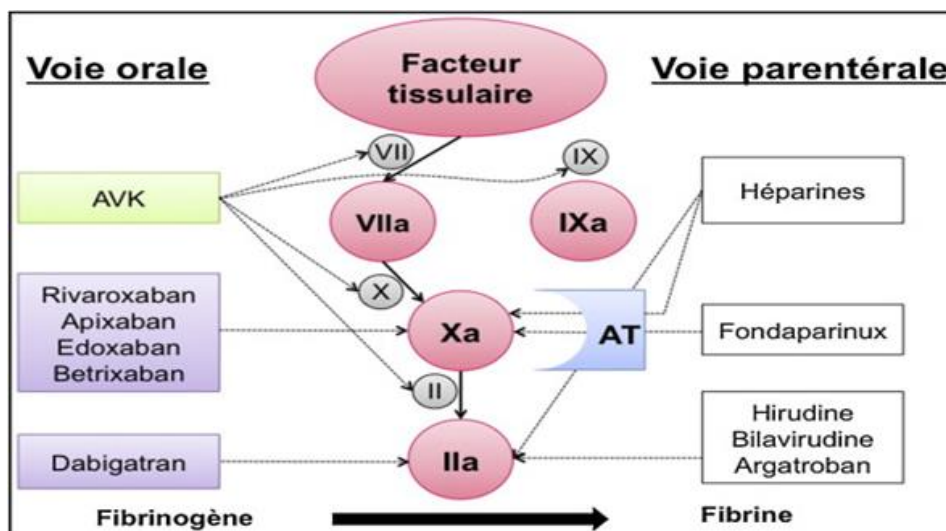 Voie orale
Facteur
tissulaire
Voie parentérale
VII
IX
AVK
Héparines
VIIa
IXa
X
Rivaroxaban
Apixaban
Edoxaban
Betrixaban
Xa
AT
Fondaparinux
II
Dabigatran
IIa
Hirudine
Bilavirudine
Argatroban
Fibrinogène
Fibrine